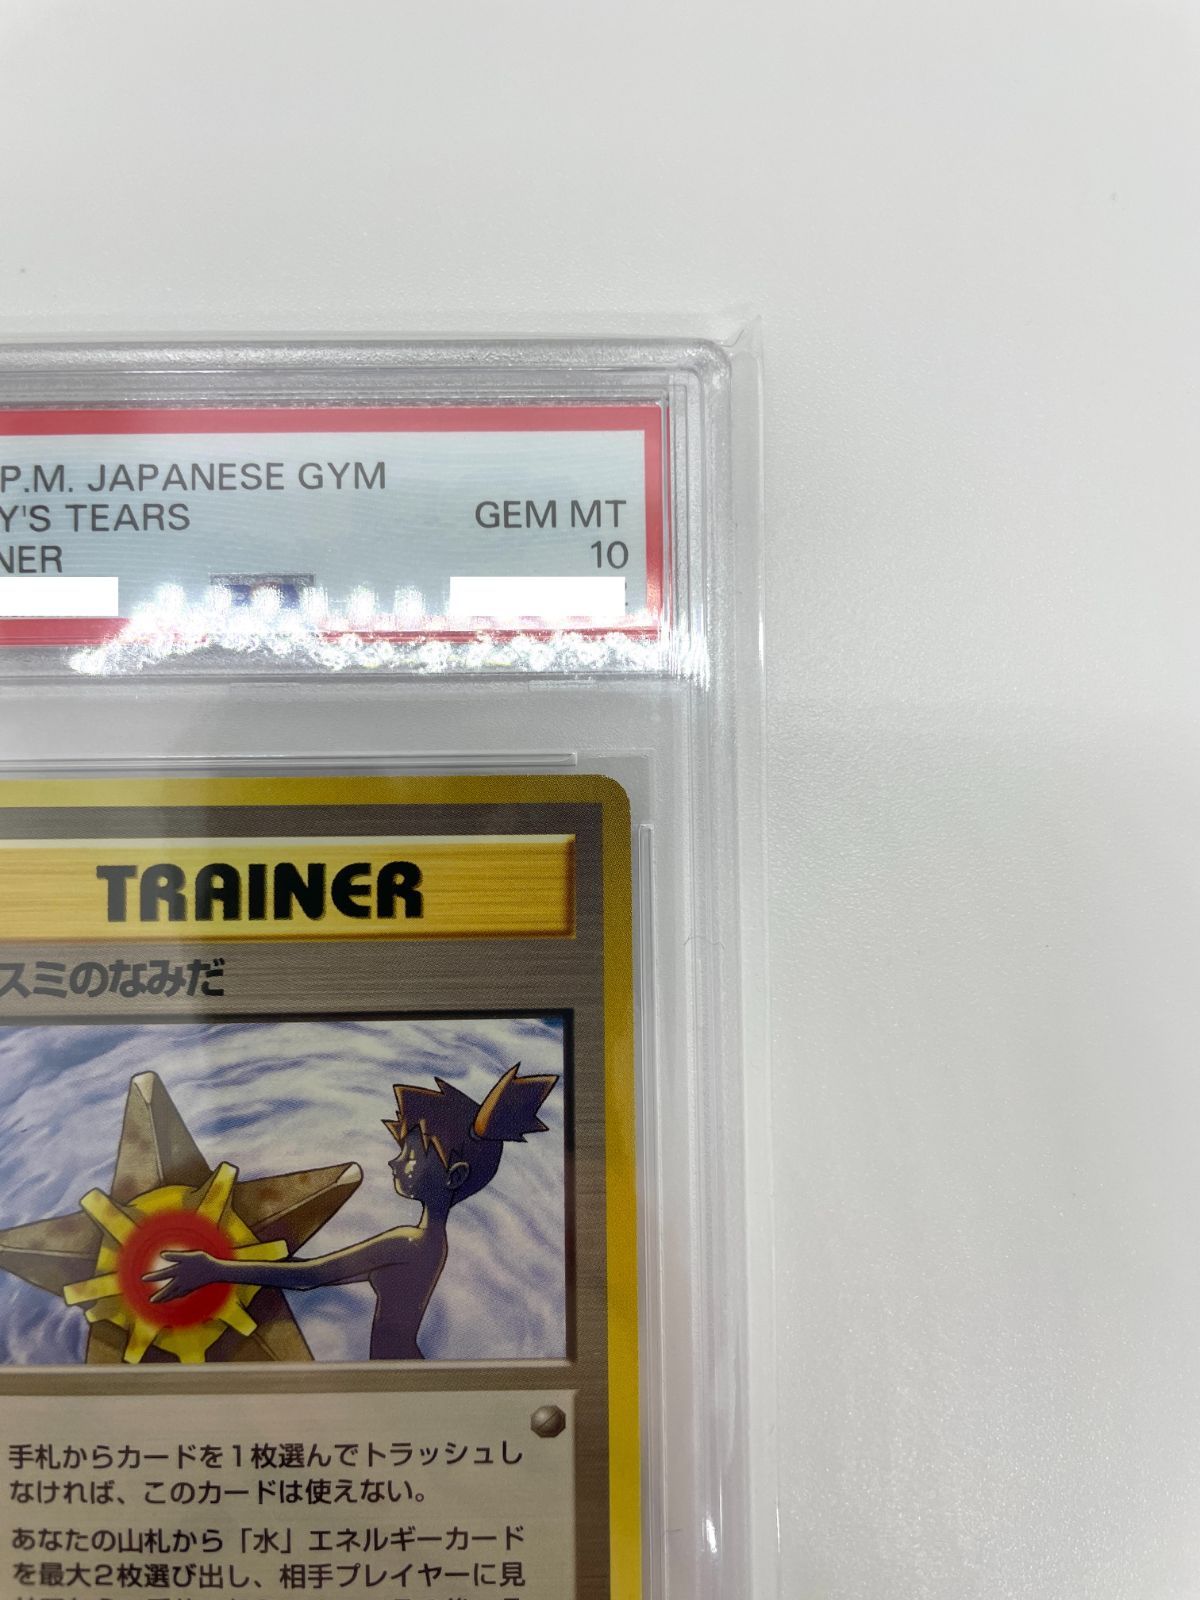 P.M. JAPANESE GYM
Y'S TEARS
GEM MT
NER
10
TRAINER
スミのなみだ
手札からカードを1枚選んでトラッシュし
なければ、このカードは使えない。
あなたの山札から「水」エネルギーカード
を最大2枚選び出し、相手プレイヤーに見